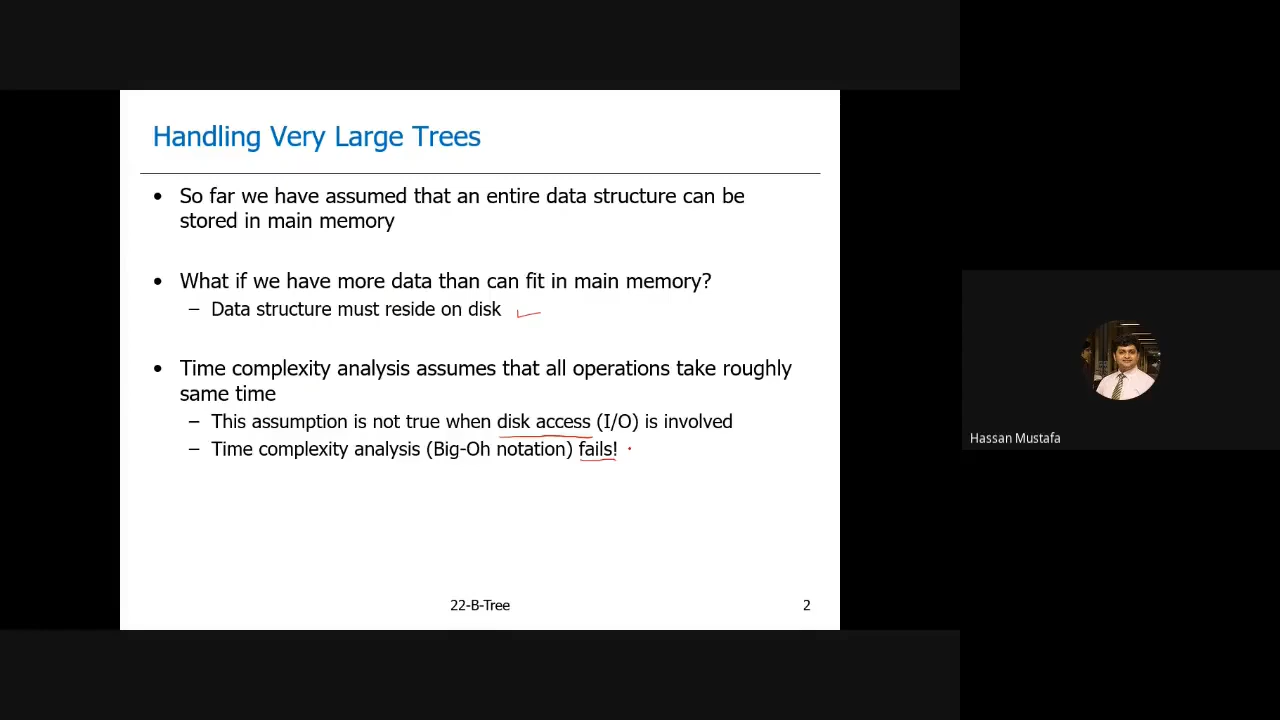 Handling Very Large Trees
• So far we have assumed that an entire data structure can be
stored in main memory
• What if we have more data than can fit in main memory?
– Data structure must reside on disk
• Time complexity analysis assumes that all operations take roughly
same time
– This assumption is not true when disk access (I/O) is involved
– Time complexity analysis (Big-Oh notation) fails!
22-B-Tree
2
Hassan Mustafa